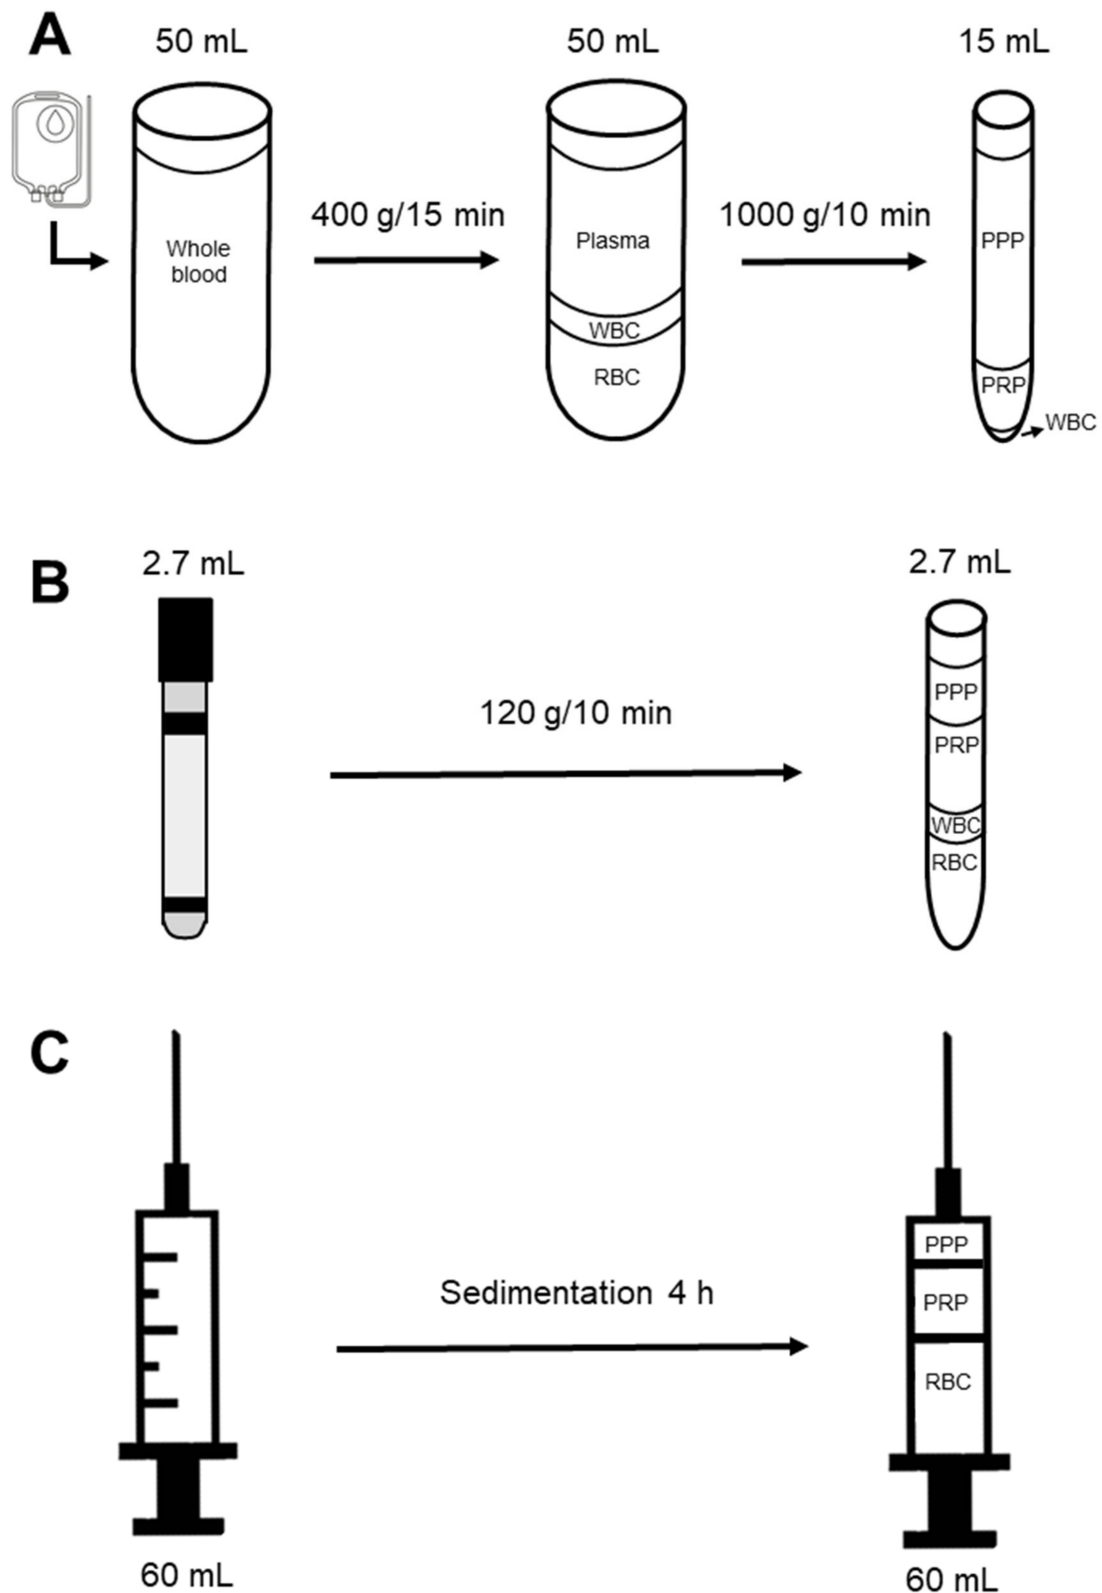 A
50 mL
50 mL
15 mL
400 g/15 min
1000 g/10 min
Whole
blood
Plasma
WBC
RBC
PPP
PRP
WBC
B
2.7 mL
2.7 mL
120 g/10 min
PPP
PRP
WBC
RBC
C
Sedimentation 4 h
PPP
PRP
RBC
60 mL
60 mL